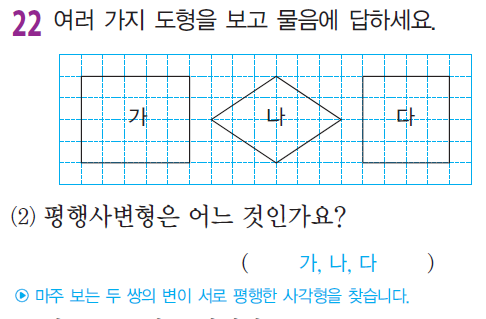 22 여러 가지 도형을 보고 물음에 답하세요.
가 나 다
(2) 평행사변형은 어느 것인가요?
( 가, 나, 다 )
▶ 마주 보는 두 쌍의 변이 서로 평행한 사각형을 찾습니다.